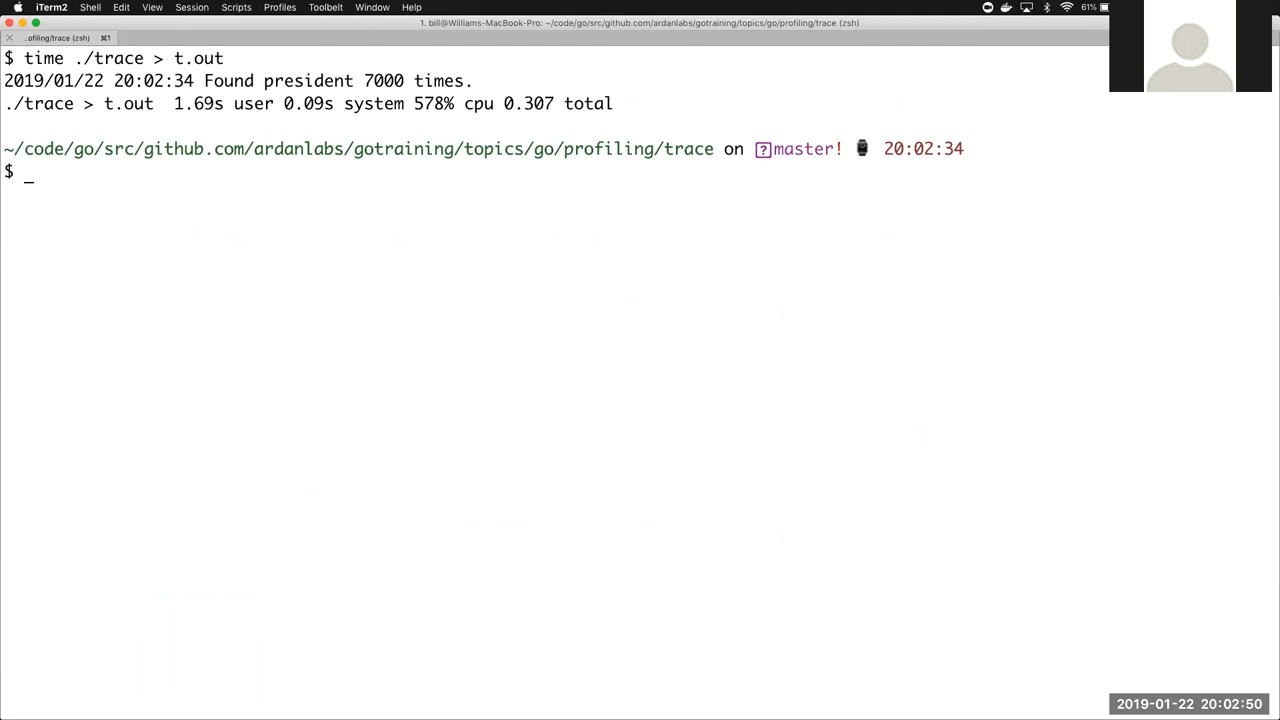 iTerm2 Shell Edit View Session Scripts Profiles Toolbelt Window Help 61%
1. bill@Williams-MacBook-Pro: ~/code/go/src/github.com/ardanlabs/gotraining/topics/go/profiling/trace (zsh)
..ofiling/trace (zsh) ⌘1
$ time ./trace > t.out
2019/01/22 20:02:34 Found president 7000 times.
./trace > t.out 1.69s user 0.09s system 578% cpu 0.307 total
~/code/go/src/github.com/ardanlabs/gotraining/topics/go/profiling/trace on ?master! ⌚ 20:02:34
$ _
2019-01-22 20:02:50